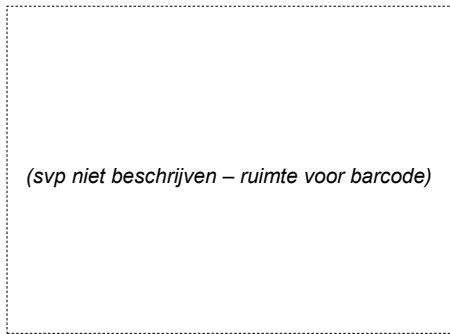 (svp niet beschrijven – ruimte voor barcode)